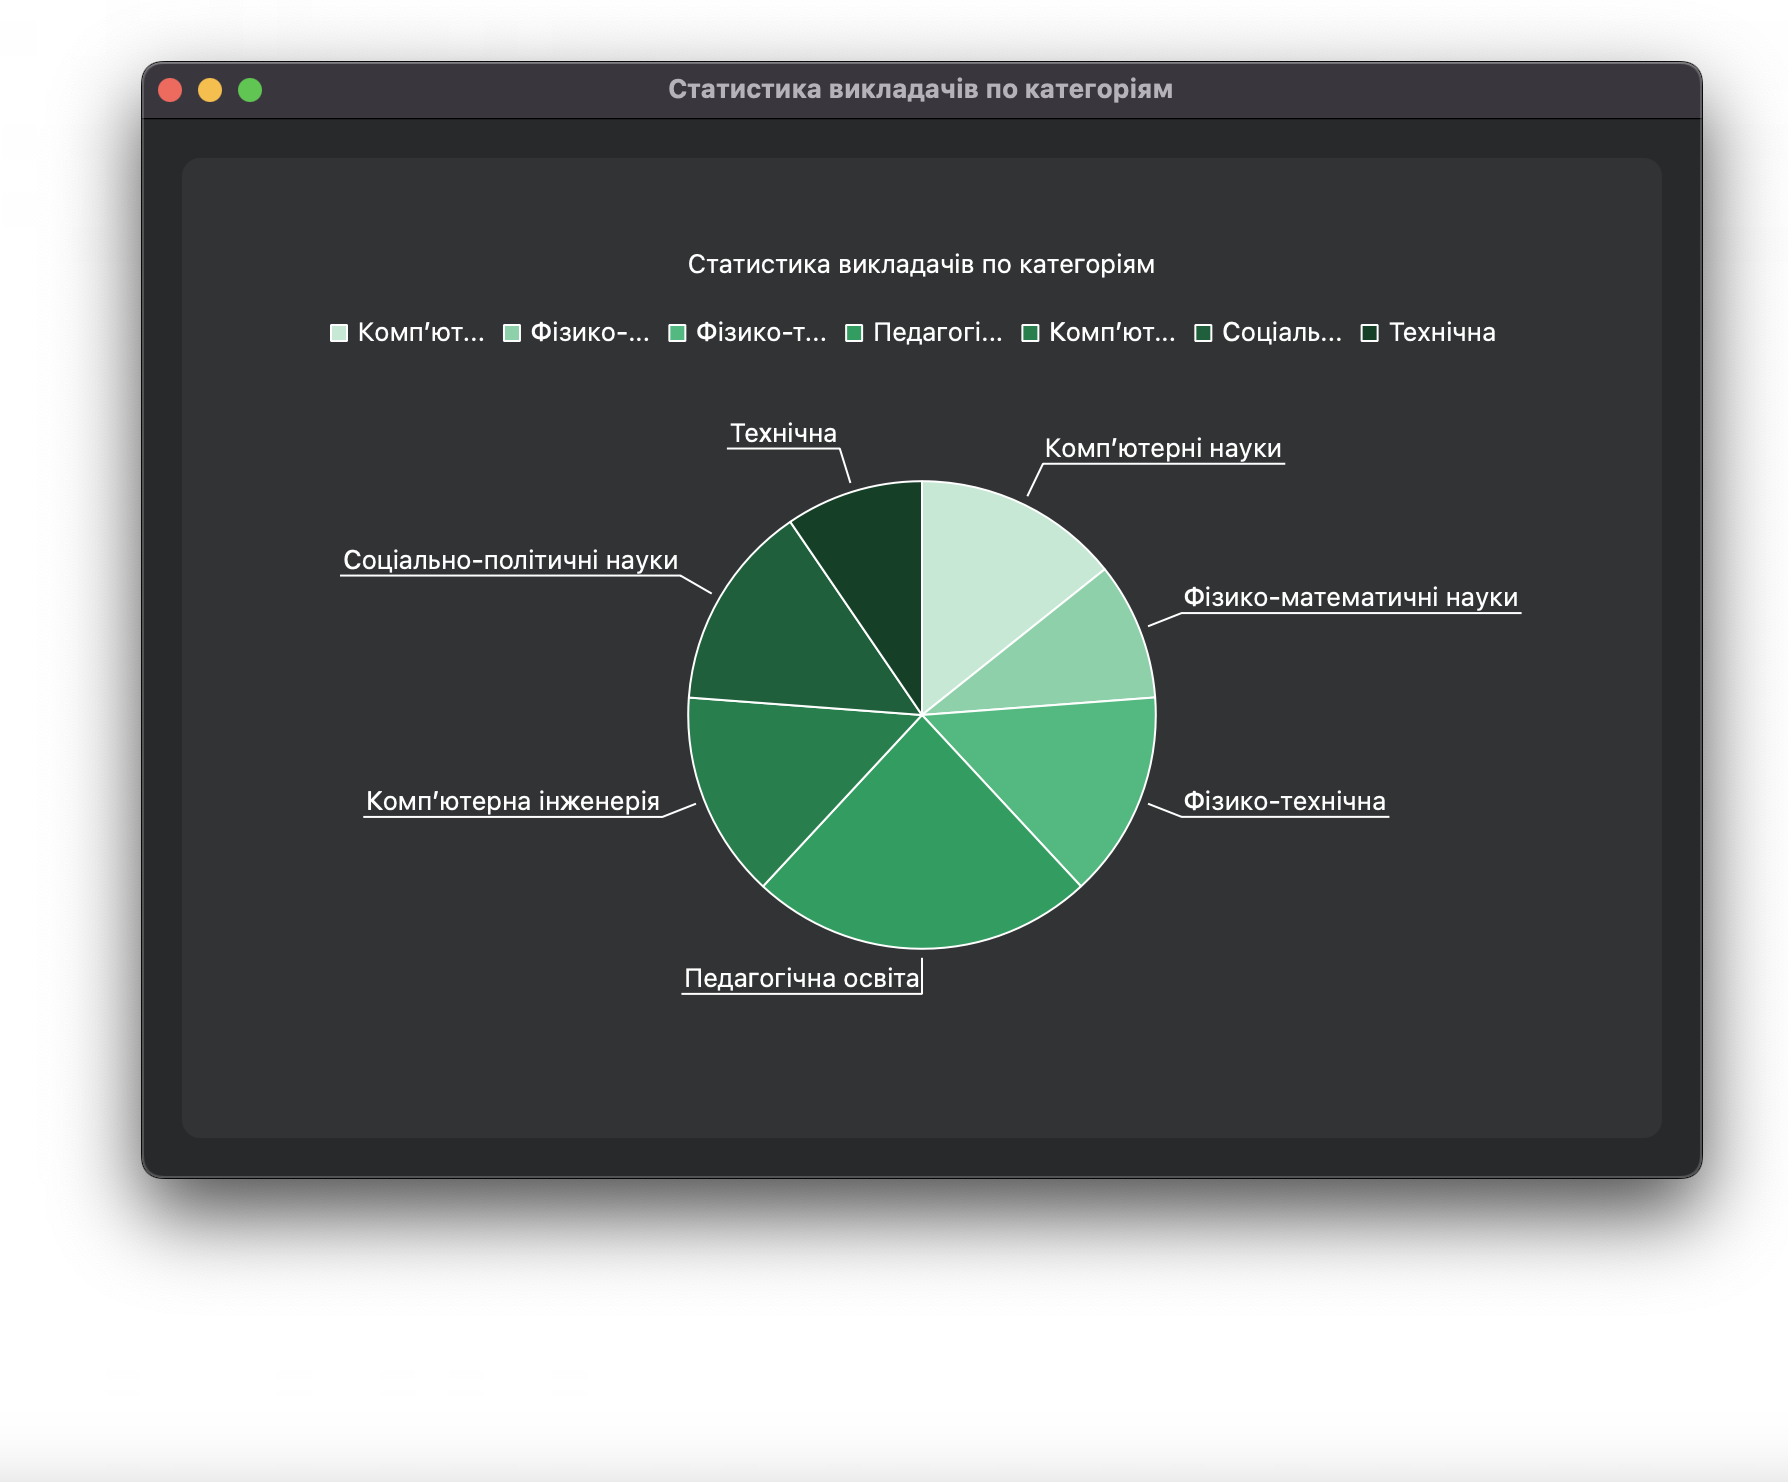 Статистика викладачів по категоріям
Статистика викладачів по категоріям
Комп'ют... Фізико-... Фізико-т... Педагогі... Комп'ют... Соціаль... Технічна
Технічна
Комп'ютерні науки
Соціально-політичні науки
Фізико-математичні науки
Комп'ютерна інженерія
Фізико-технічна
Педагогічна освіта